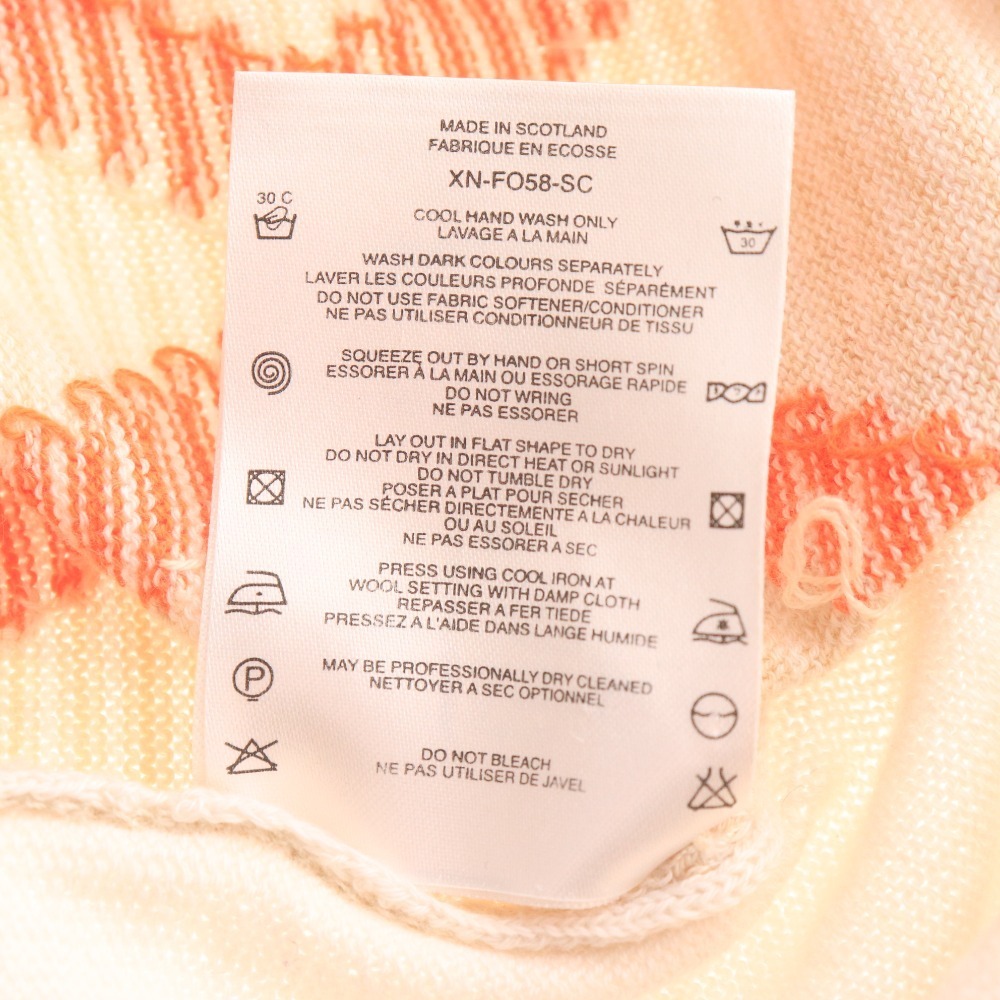 MADE IN SCOTLAND
FABRIQUE EN ECOSSE
XN-FO58-SC
30 C
COOL HAND WASH ONLY
LAVAGE A LA MAIN
30
WASH DARK COLOURS SEPARATELY
LAVER LES COULEURS PROFONDE SÉPARÉMENT
DO NOT USE FABRIC SOFTENER/CONDITIONER
NE PAS UTILISER CONDITIONNEUR DE TISSU
SQUEEZE OUT BY HAND OR SHORT SPIN
ESSORER À LA MAIN OU ESSORAGE RAPIDE
DO NOT WRING
NE PAS ESSORER
LAY OUT IN FLAT SHAPE TO DRY
DO NOT DRY IN DIRECT HEAT OR SUNLIGHT
DO NOT TUMBLE DRY
POSER A PLAT POUR SÉCHER
NE PAS SÉCHER DIRECTEMENTE A LA CHALEUR
OU AU SOLEIL
NE PAS ESSORER A SEC
PRESS USING COOL IRON AT
WOOL SETTING WITH DAMP CLOTH
REPASSER A FER TIEDE
PRESSEZ A L'AIDE DANS LANGE HUMIDE
MAY BE PROFESSIONALLY DRY CLEANED
NETTOYER A SEC OPTIONNEL
P
DO NOT BLEACH
NE PAS UTILISER DE JAVEL